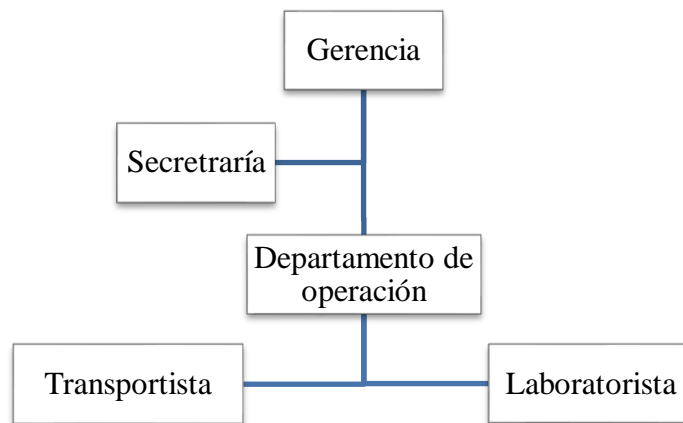 Gerencia
Secretraría
Departamento de
operación
Transportista
Laboratorista